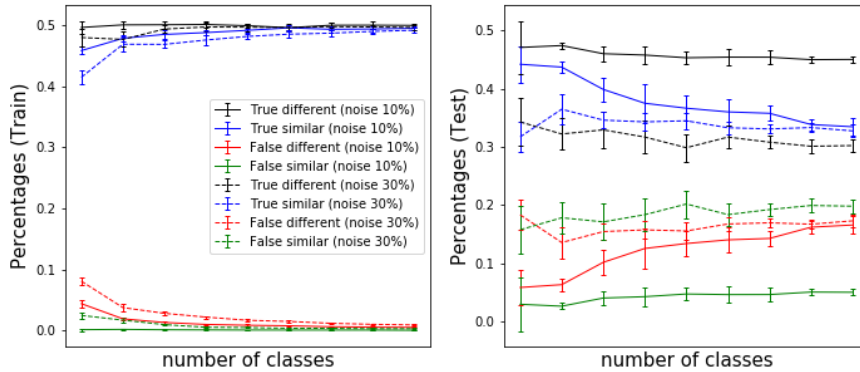 Percentages (Train)
0.5
0.4
0.3
0.2
0.1
0.0
True different (noise 10%)
True similar (noise 10%)
False different (noise 10%)
False similar (noise 10%)
True different (noise 30%)
True similar (noise 30%)
False different (noise 30%)
False similar (noise 30%)
number of classes
Percentages (Test)
0.5
0.4
0.3
0.2
0.1
0.0
number of classes